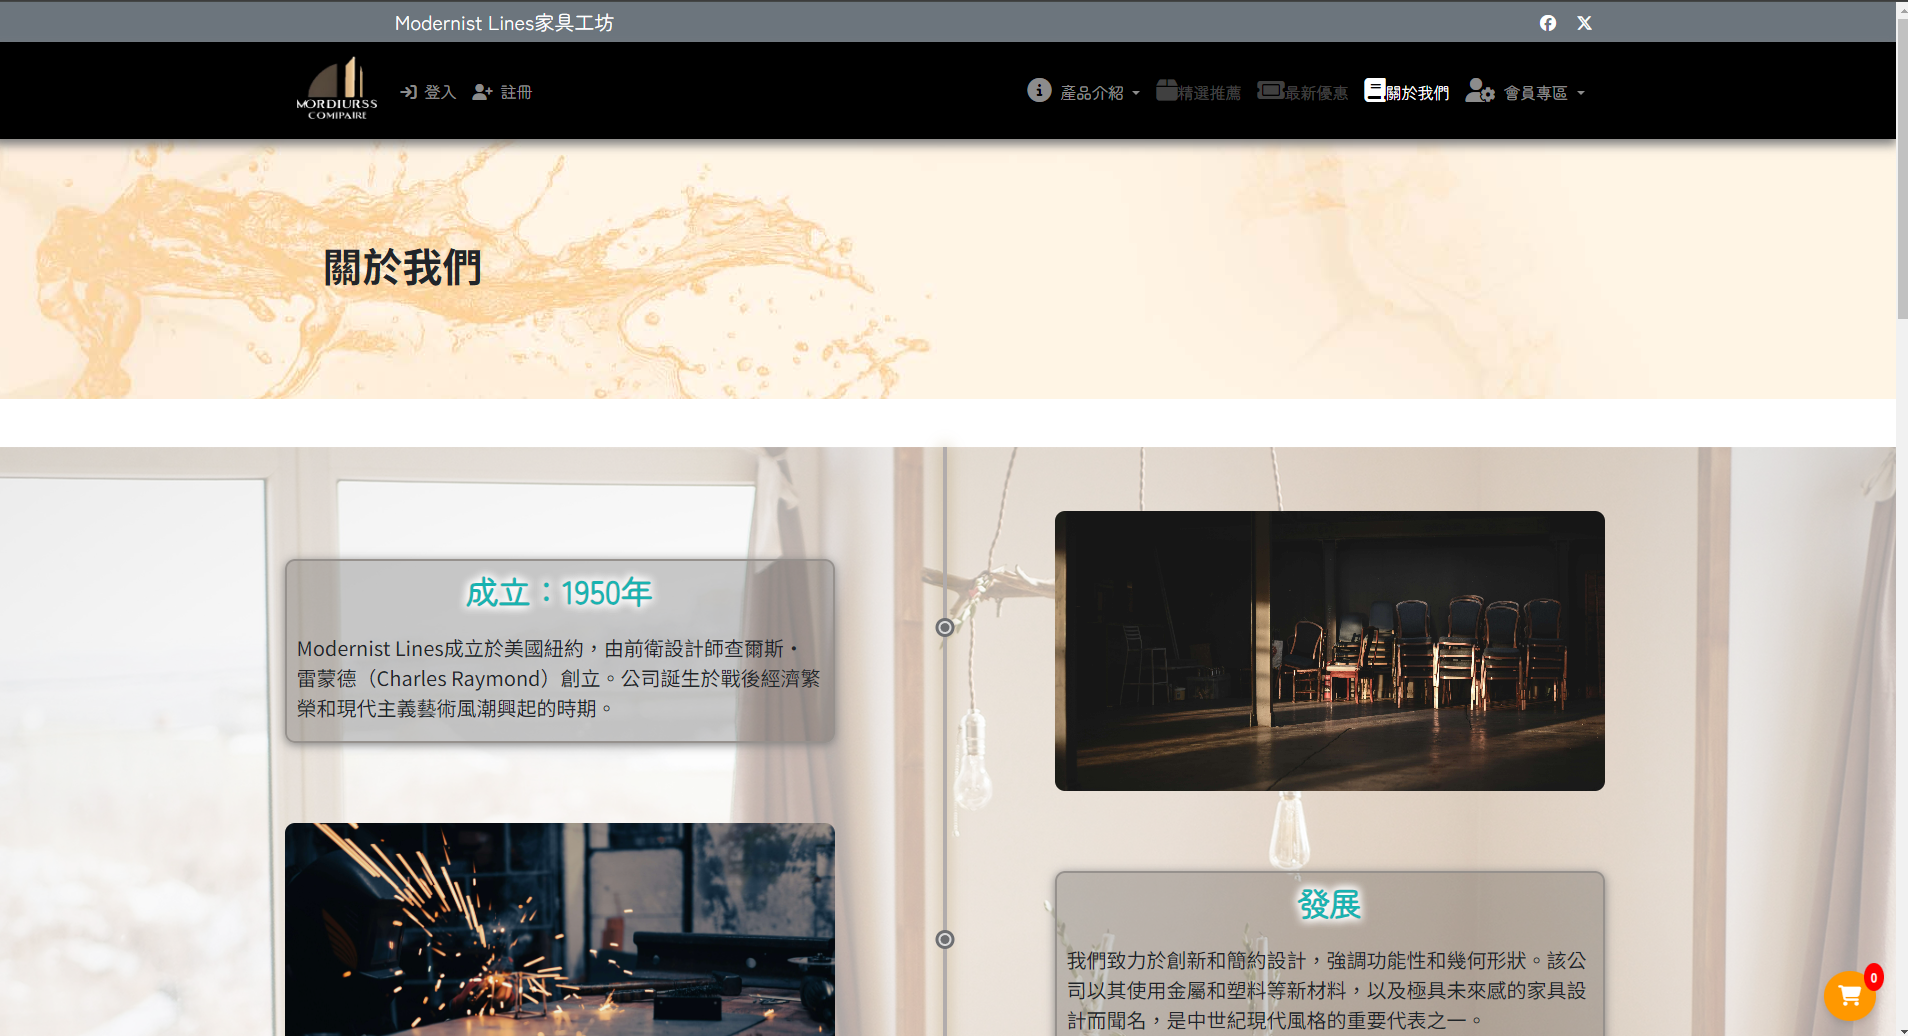 Modernist Lines家具工坊
MORDIURSS
COMIPAIRE
登入
註冊
產品介紹
精選推薦
最新優惠
關於我們
會員專區
關於我們
成立：1950年
Modernist Lines成立於美國紐約，由前衛設計師查爾斯・
雷蒙德（Charles Raymond）創立。公司誕生於戰後經濟繁
榮和現代主義藝術風潮興起的時期。
發展
我們致力於創新和簡約設計，強調功能性和幾何形狀。該公
司以其使用金屬和塑料等新材料，以及極具未來感的家具設
計而聞名，是中世紀現代風格的重要代表之一。
0